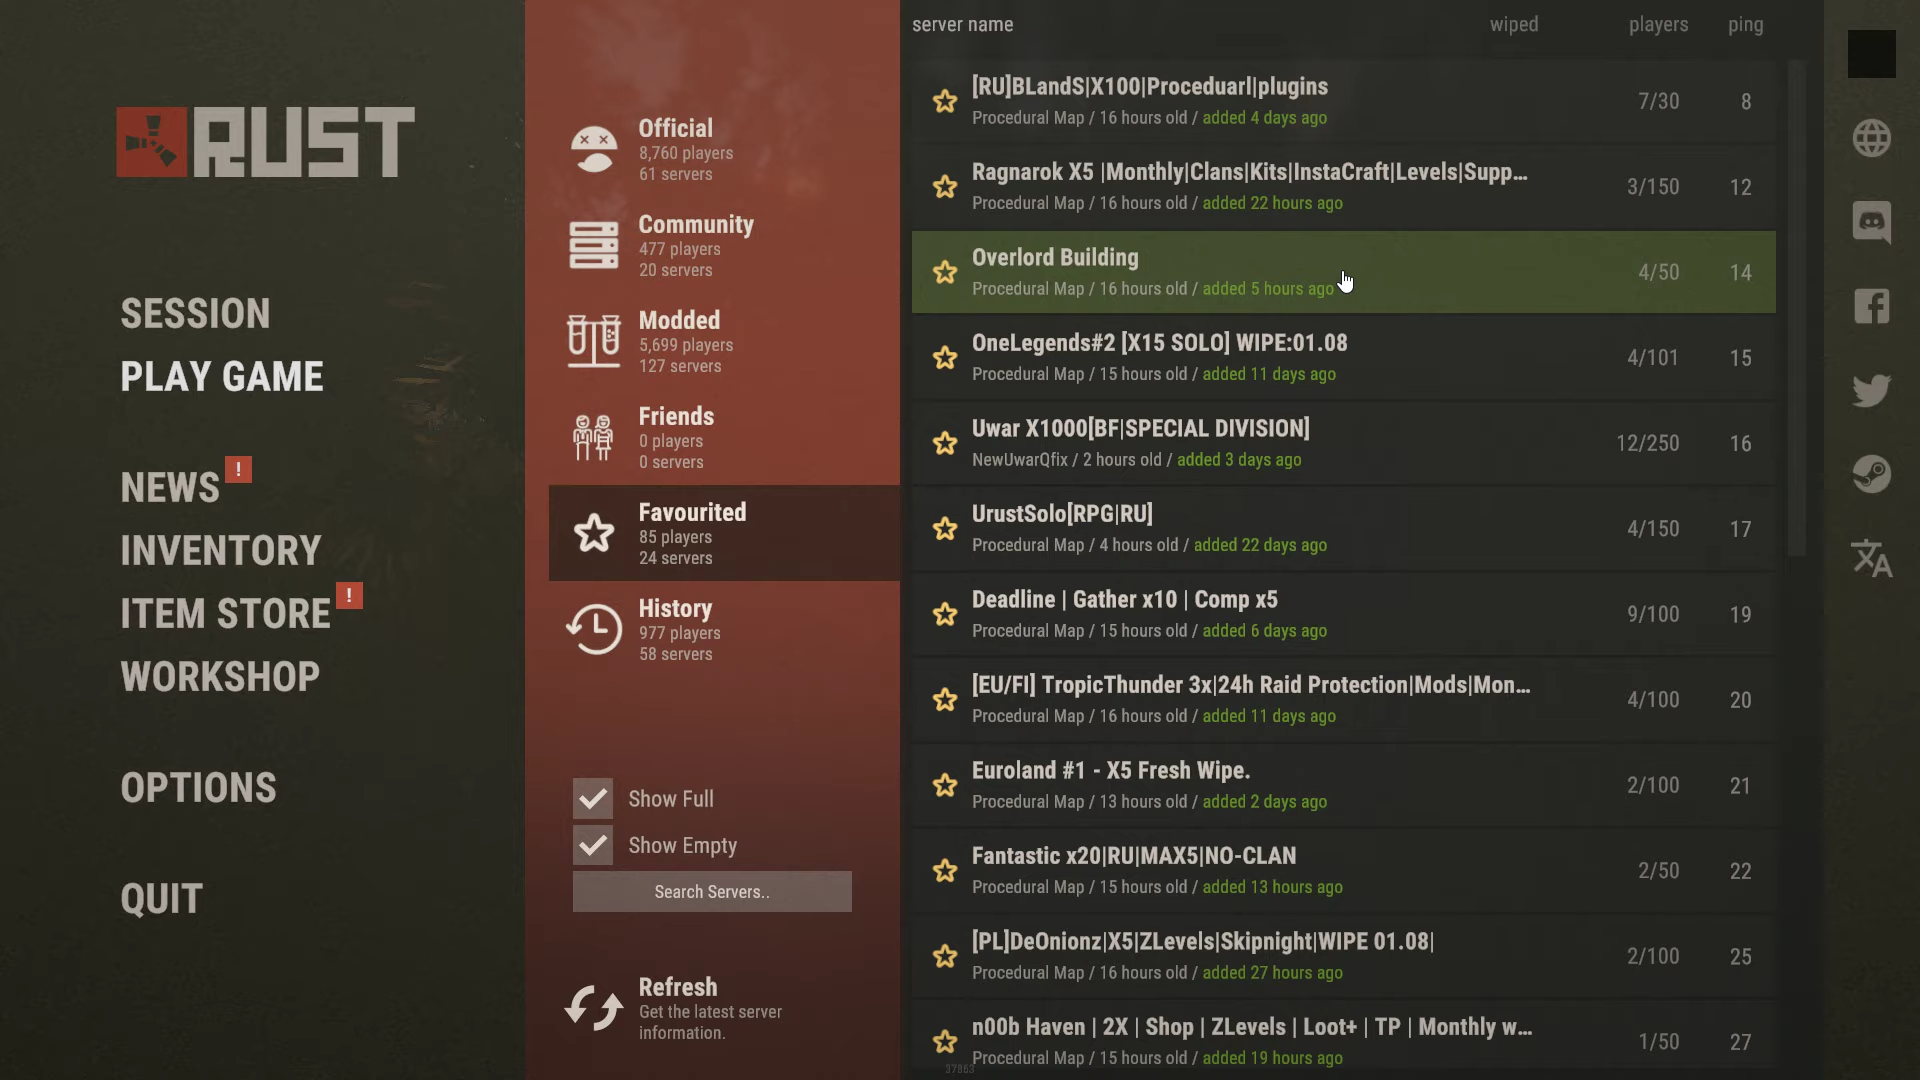 RUST
SESSION
PLAY GAME
NEWS !
INVENTORY
ITEM STORE !
WORKSHOP
OPTIONS
QUIT
Official
8,760 players
61 servers
Community
477 players
20 servers
Modded
5,699 players
127 servers
Friends
0 players
0 servers
Favourited
85 players
24 servers
History
977 players
58 servers
Show Full
Show Empty
Search Servers..
Refresh
Get the latest server
information.
server name wiped players ping
[RU]BLandS|X100|Proceduarl|plugins 7/30 8
Procedural Map / 16 hours old / added 4 days ago
Ragnarok X5 |Monthly|Clans|Kits|InstaCraft|Levels|Supp... 3/150 12
Procedural Map / 16 hours old / added 22 hours ago
Overlord Building 4/50 14
Procedural Map / 16 hours old / added 5 hours ago
OneLegends#2 [X15 SOLO] WIPE:01.08 4/101 15
Procedural Map / 15 hours old / added 11 days ago
Uwar X1000[BF|SPECIAL DIVISION] 12/250 16
NewUwarQfix / 2 hours old / added 3 days ago
UrustSolo[RPG|RU] 4/150 17
Procedural Map / 4 hours old / added 22 days ago
Deadline | Gather x10 | Comp x5 9/100 19
Procedural Map / 15 hours old / added 6 days ago
[EU/FI] TropicThunder 3x|24h Raid Protection|Mods|Mon... 4/100 20
Procedural Map / 16 hours old / added 11 days ago
Euroland #1 - X5 Fresh Wipe. 2/100 21
Procedural Map / 13 hours old / added 2 days ago
Fantastic x20|RU|MAX5|NO-CLAN 2/50 22
Procedural Map / 15 hours old / added 13 hours ago
[PL]DeOnionz|X5|ZLevels|Skipnight|WIPE 01.08| 2/100 25
Procedural Map / 16 hours old / added 27 hours ago
n00b Haven | 2X | Shop | ZLevels | Loot+ | TP | Monthly w... 1/50 27
Procedural Map / 15 hours old / added 19 hours ago
37863